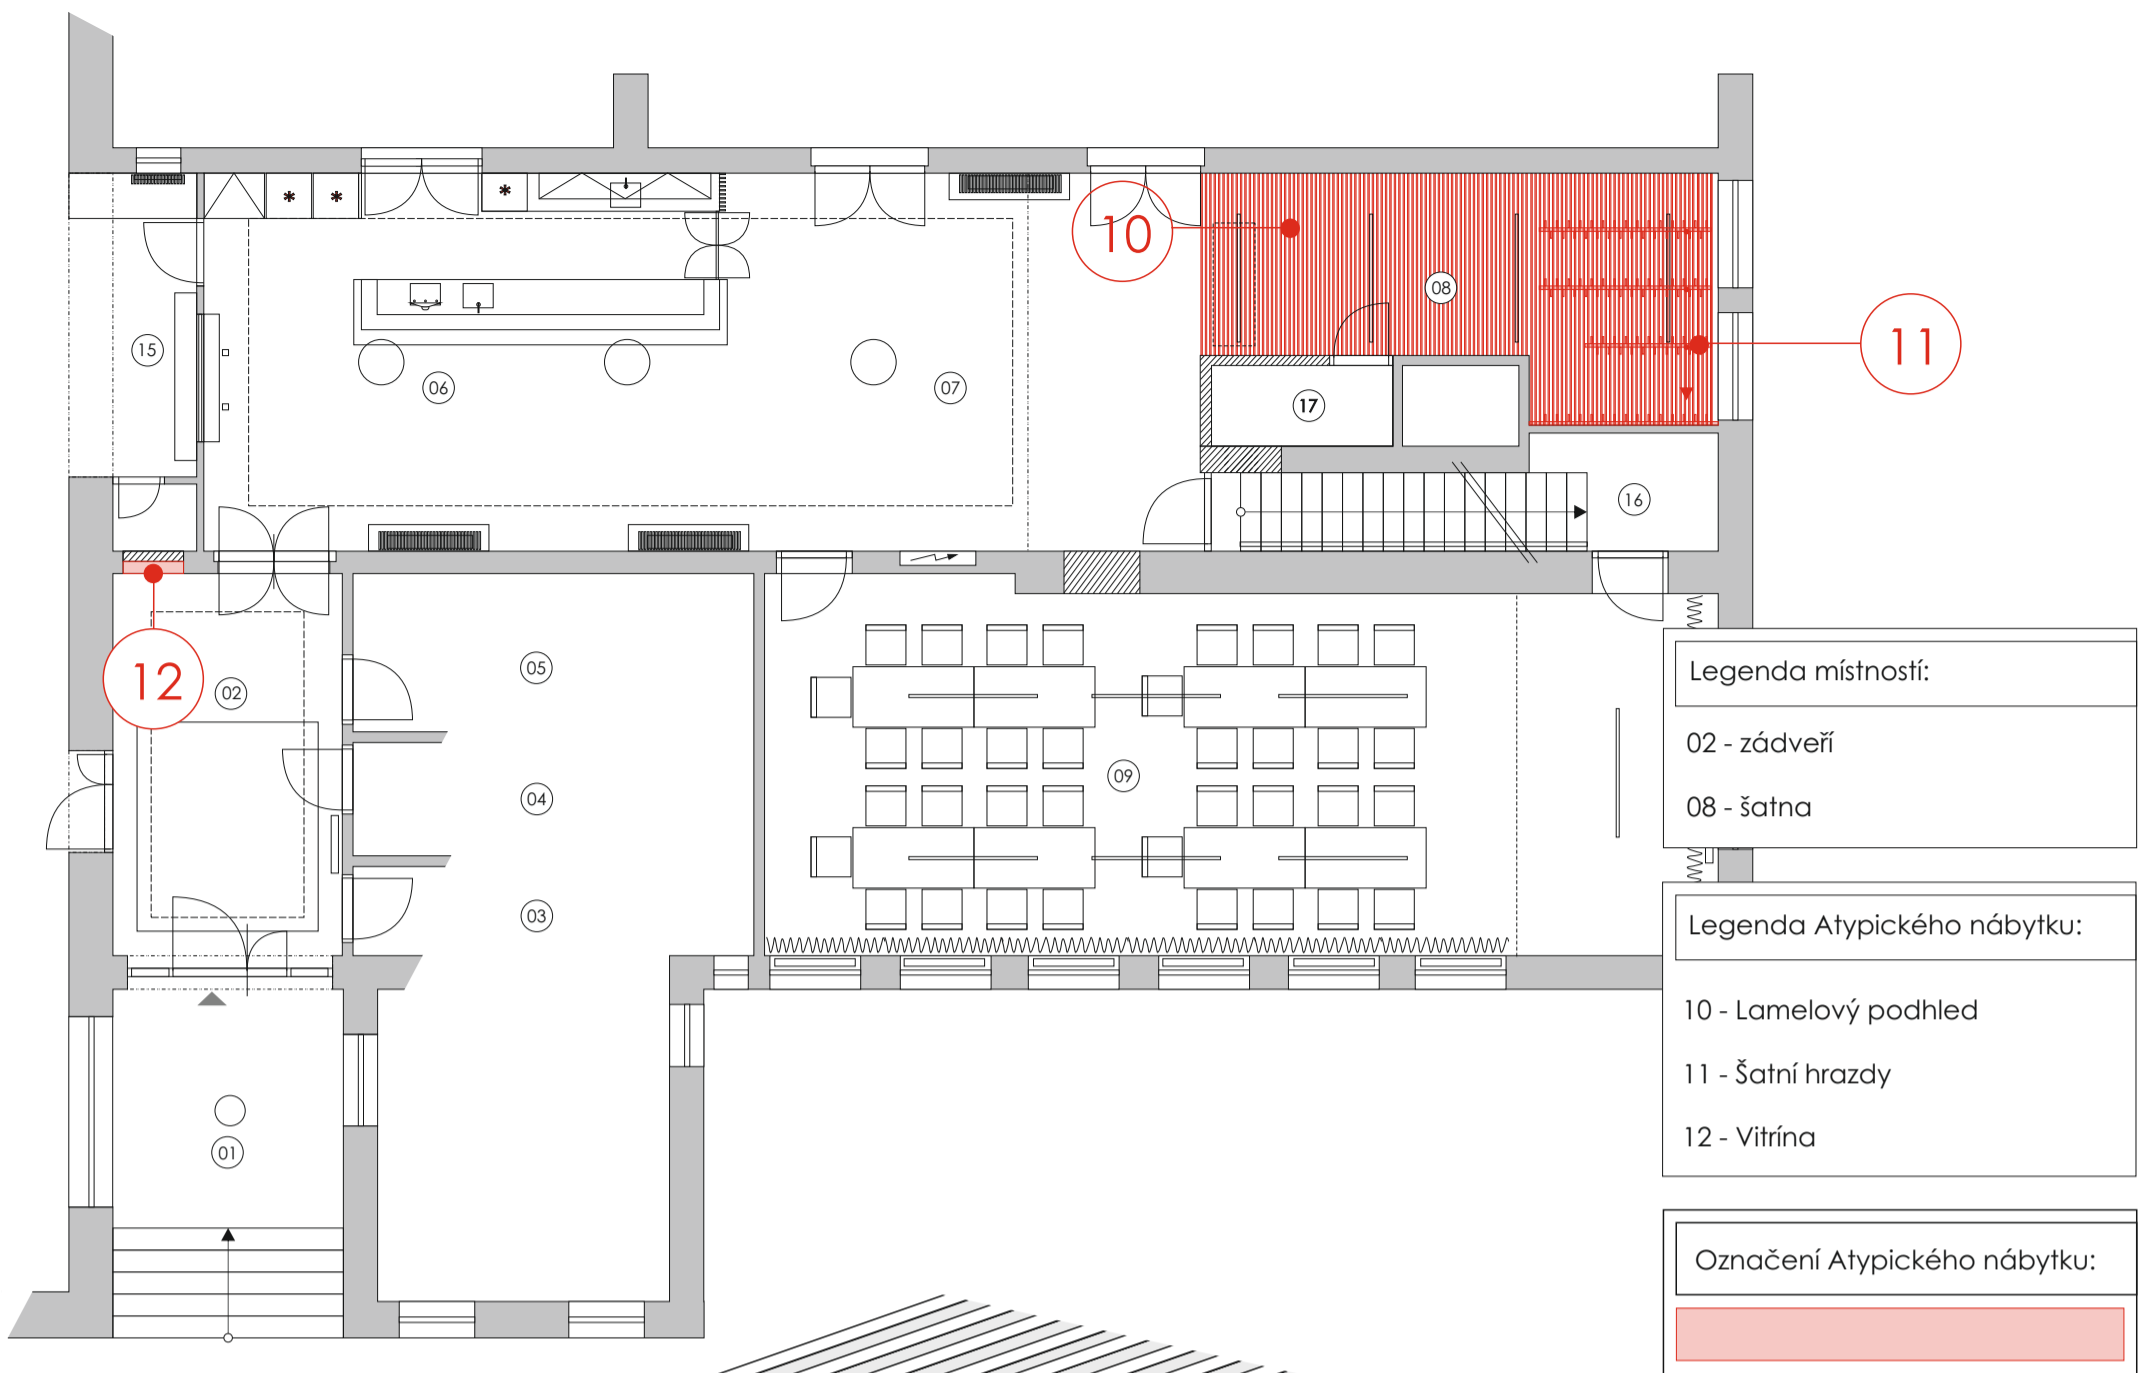 10
08
11
15
06
07
17
16
12
02
05
04
03
09
01
Legenda místností:
02 - zádveří
08 - šatna
Legenda Atypického nábytku:
10 - Lamelový podhled
11 - Šatní hrazdy
12 - Vitrína
Označení Atypického nábytku: